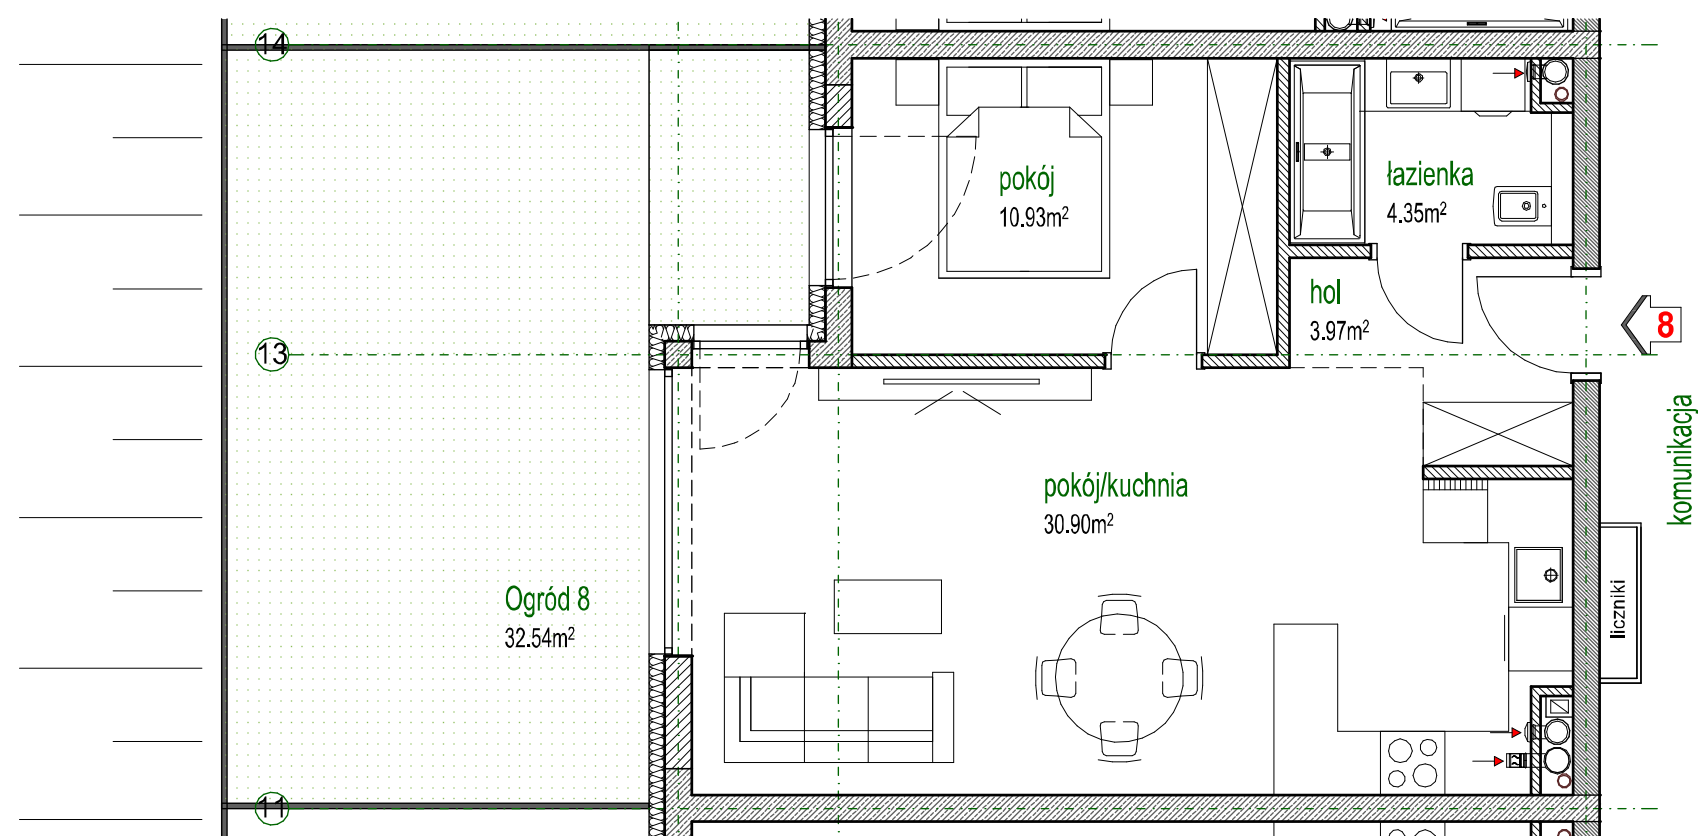 14
pokój
10.93m²
łazienka
4.35m²
hol
3.97m²
8
13
komunikacja
pokój/kuchnia
30.90m²
Ogród 8
32.54m²
liczniki
11